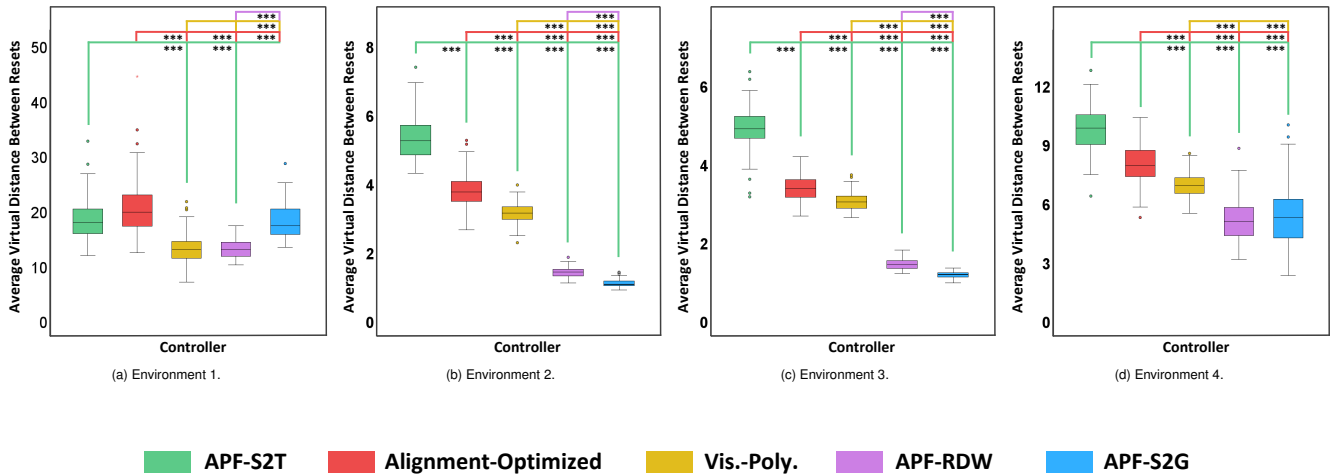 Average Virtual Distance Between Resets
50
40
30
20
10
0
***
***
*** *** ***
*** ***
Controller
(a) Environment 1.
Average Virtual Distance Between Resets
8
6
4
2
0
***
*** ***
*** *** ***
*** *** *** ***
Controller
(b) Environment 2.
Average Virtual Distance Between Resets
6
4
2
0
***
*** ***
*** *** ***
*** *** *** ***
Controller
(c) Environment 3.
Average Virtual Distance Between Resets
12
9
6
3
0
*** ***
*** *** ***
*** *** *** ***
Controller
(d) Environment 4.
APF-S2T Alignment-Optimized Vis.-Poly. APF-RDW APF-S2G